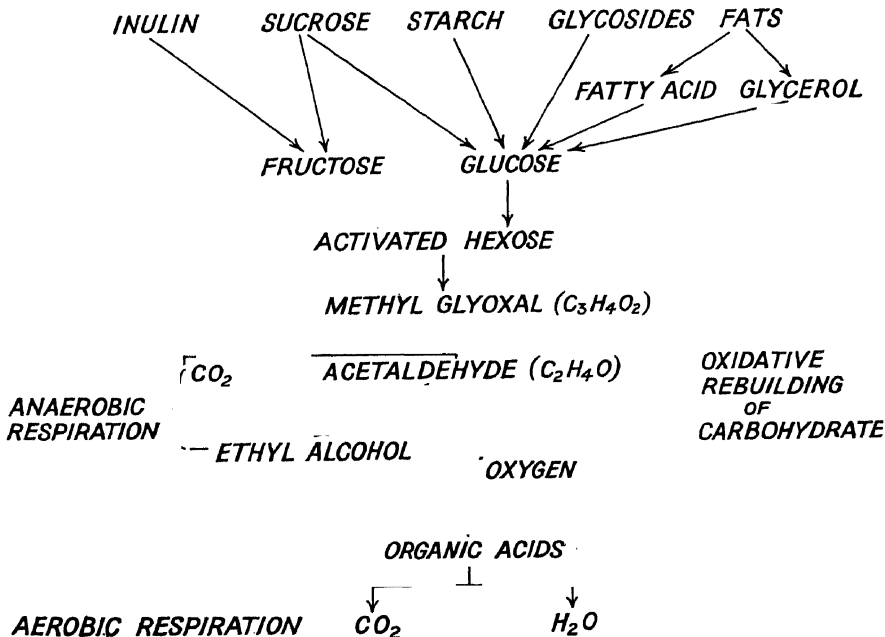 INULIN SUCROSE STARCH GLYCOSIDES FATS
FATTY ACID GLYCEROL
FRUCTOSE GLUCOSE
ACTIVATED HEXOSE
METHYL GLYOXAL (C₃H₄O₂)
CO₂ ACETALDEHYDE (C₂H₄O)
OXIDATIVE
REBUILDING
OF
CARBOHYDRATE
ANAEROBIC
RESPIRATION
ETHYL ALCOHOL
OXYGEN
ORGANIC ACIDS
AEROBIC RESPIRATION CO₂ H₂O